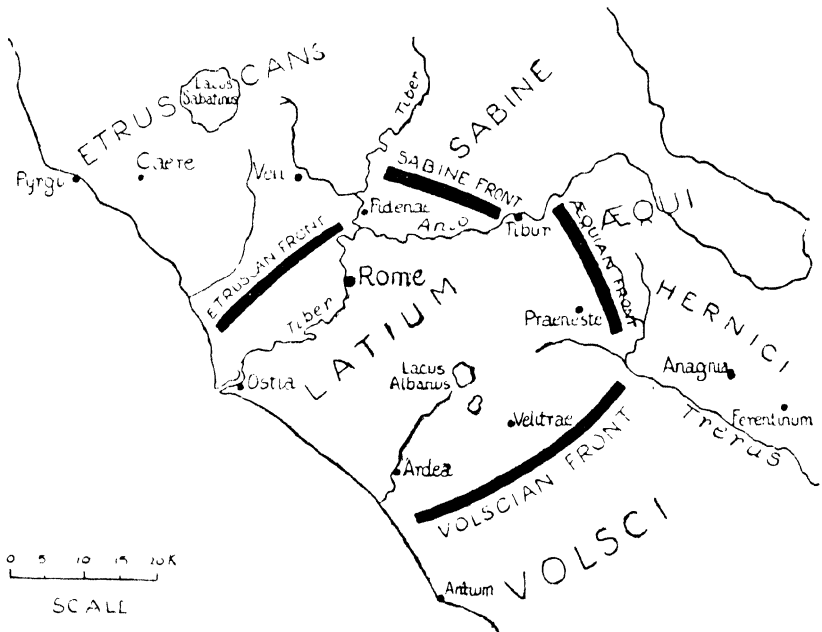 ETRUSCANS
Lacus
Sabatinus
Tiber
SABINE
Pyrgi
Caere
Veii
SABINE FRONT
Fidenae
Anio
Tibur
ÆQUI
ÆQUIAN FRONT
ETRUSCAN FRONT
Rome
Tiber
LATIUM
HERNICI
Praeneste
Ostia
Lacus
Albanus
Anagnia
Ferentinum
Trerus
Velitrae
Ardea
VOLSCIAN FRONT
VOLSCI
Antium
0 5 10 15 20 K
SCALE